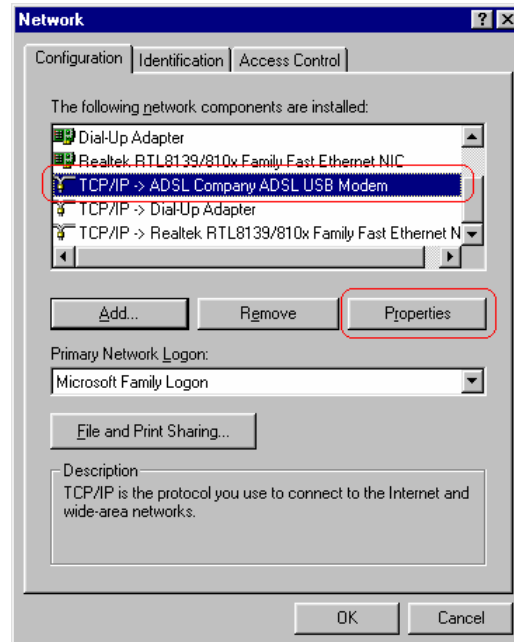 Network
Configuration Identification Access Control
The following network components are installed:
Dial-Up Adapter
Realtek RTL8139/810x Family Fast Ethernet NIC
TCP/IP -> ADSL Company ADSL USB Modem
TCP/IP -> Dial-Up Adapter
TCP/IP -> Realtek RTL8139/810x Family Fast Ethernet N
Add... Remove Properties
Primary Network Logon:
Microsoft Family Logon
File and Print Sharing...
Description
TCP/IP is the protocol you use to connect to the Internet and
wide-area networks.
OK Cancel